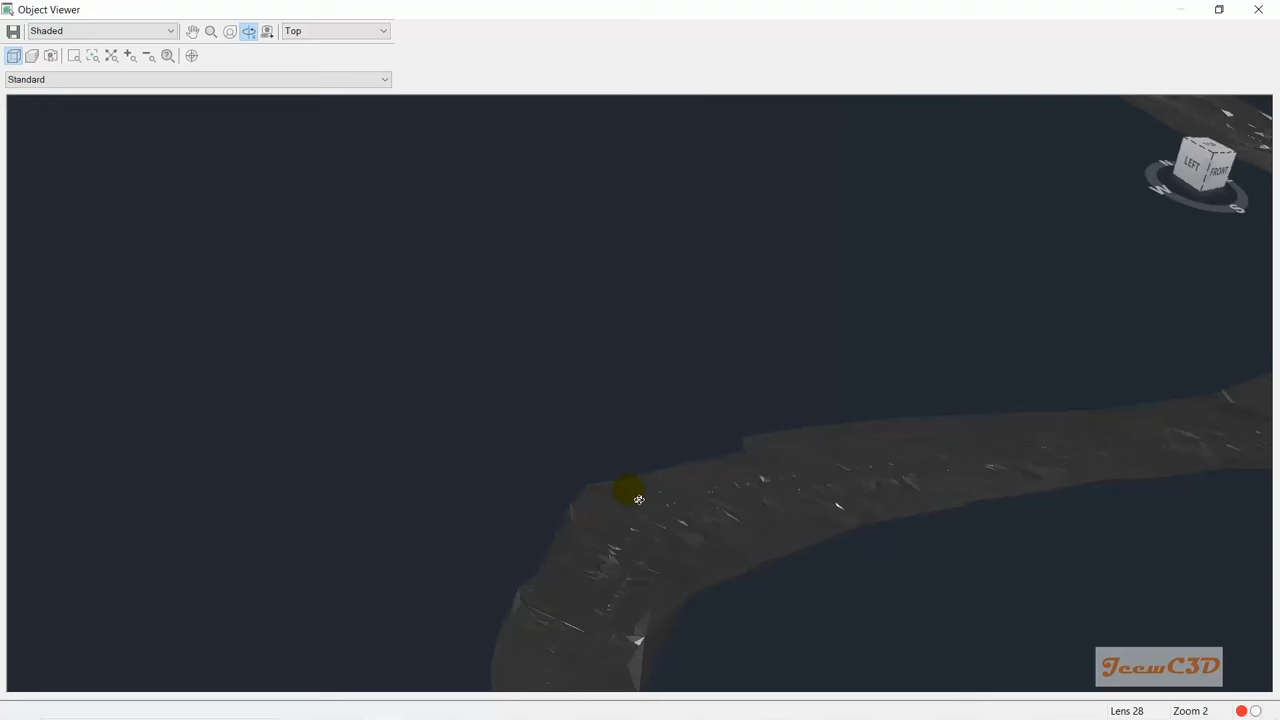 Object Viewer
Shaded
Top
Standard
LEFT
FRONT
W
S
JeewC3D
Lens 28
Zoom 2